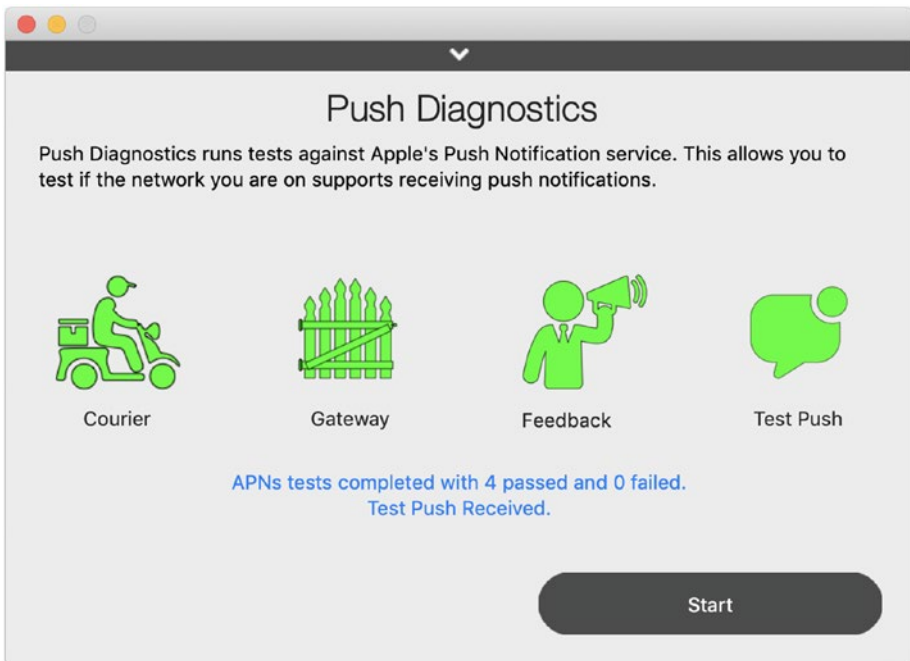 Push Diagnostics
Push Diagnostics runs tests against Apple's Push Notification service. This allows you to
test if the network you are on supports receiving push notifications.
Courier
Gateway
Feedback
Test Push
APNs tests completed with 4 passed and 0 failed.
Test Push Received.
Start